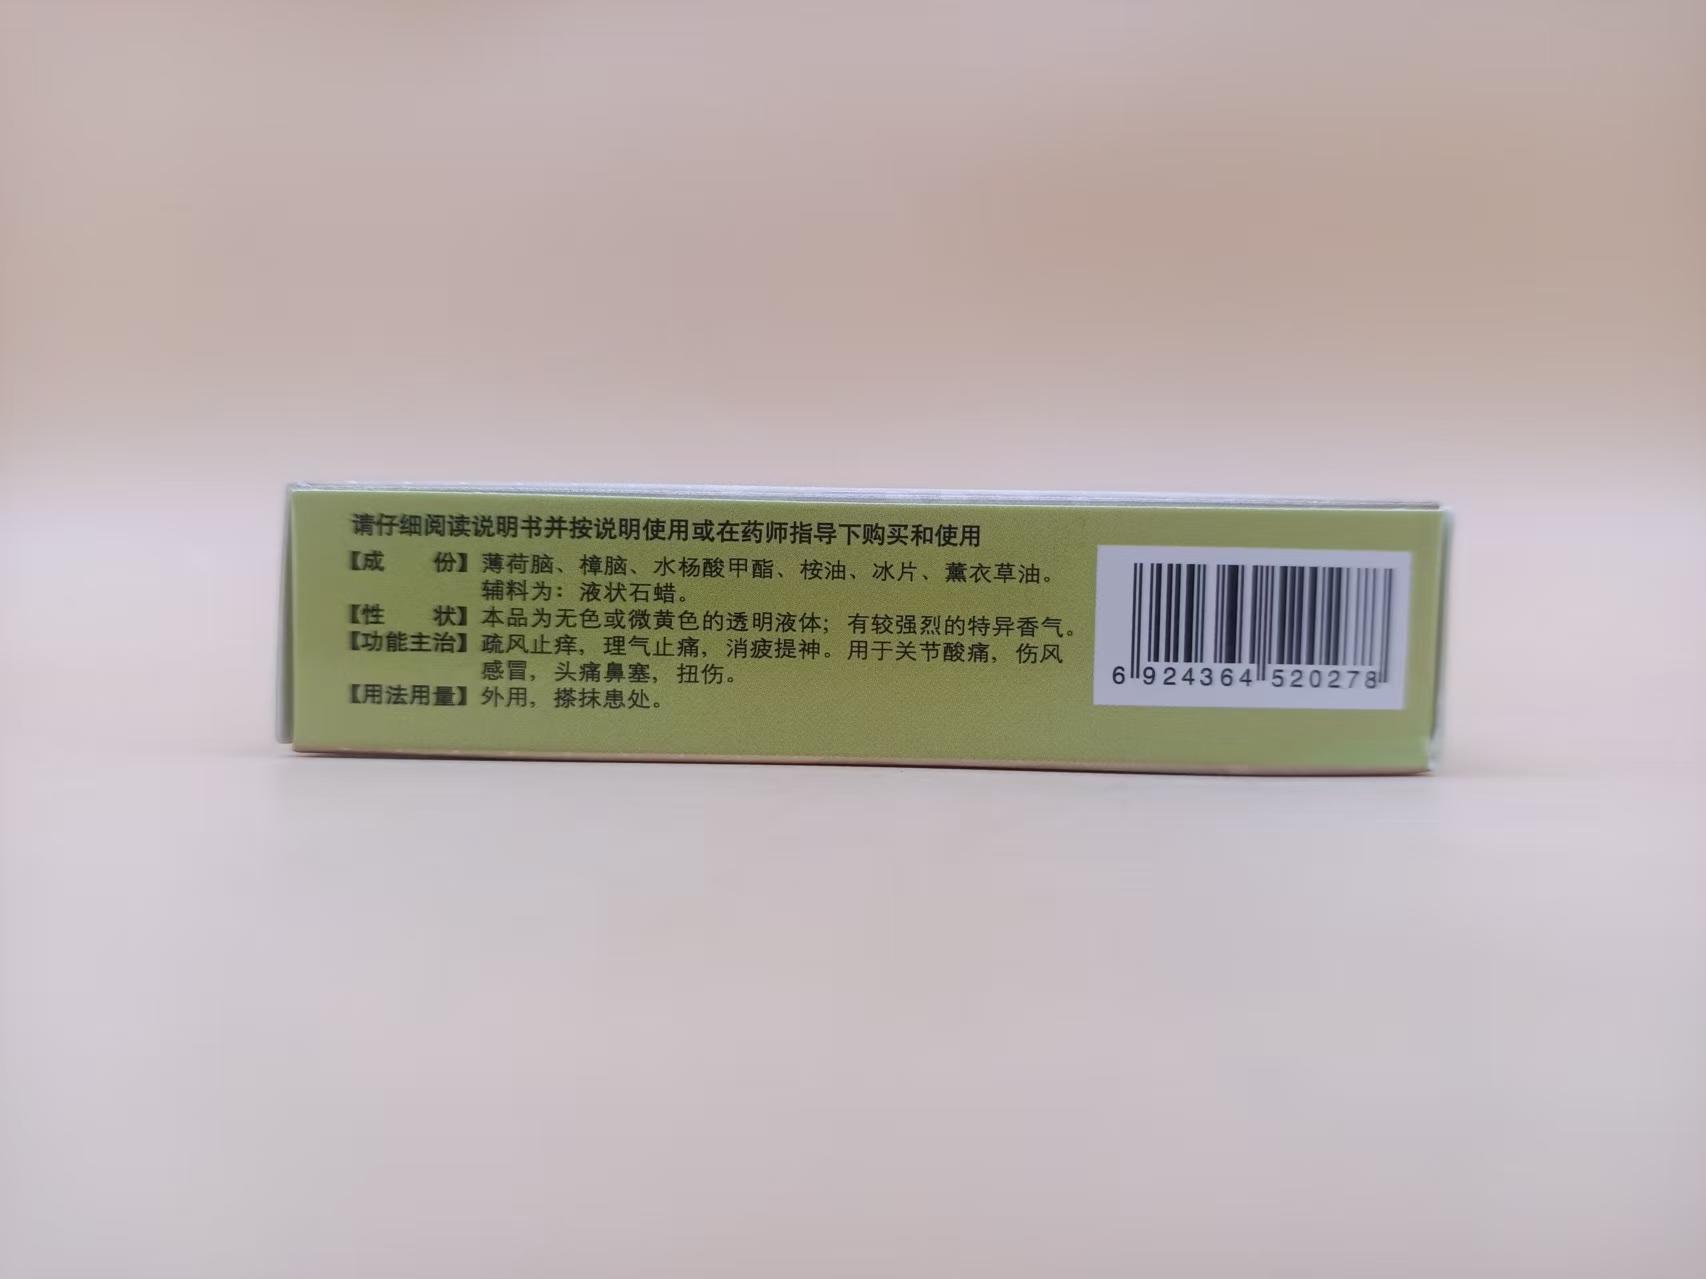 请仔细阅读说明书并按说明使用或在药师指导下购买和使用
【成　　份】薄荷脑、樟脑、水杨酸甲酯、桉油、冰片、薰衣草油。
辅料为：液状石蜡。
【性　　状】本品为无色或微黄色的透明液体；有较强烈的特异香气。
【功能主治】疏风止痒，理气止痛，消疲提神。用于关节酸痛，伤风
感冒，头痛鼻塞，扭伤。
【用法用量】外用，搽抹患处。
6 924364 520278